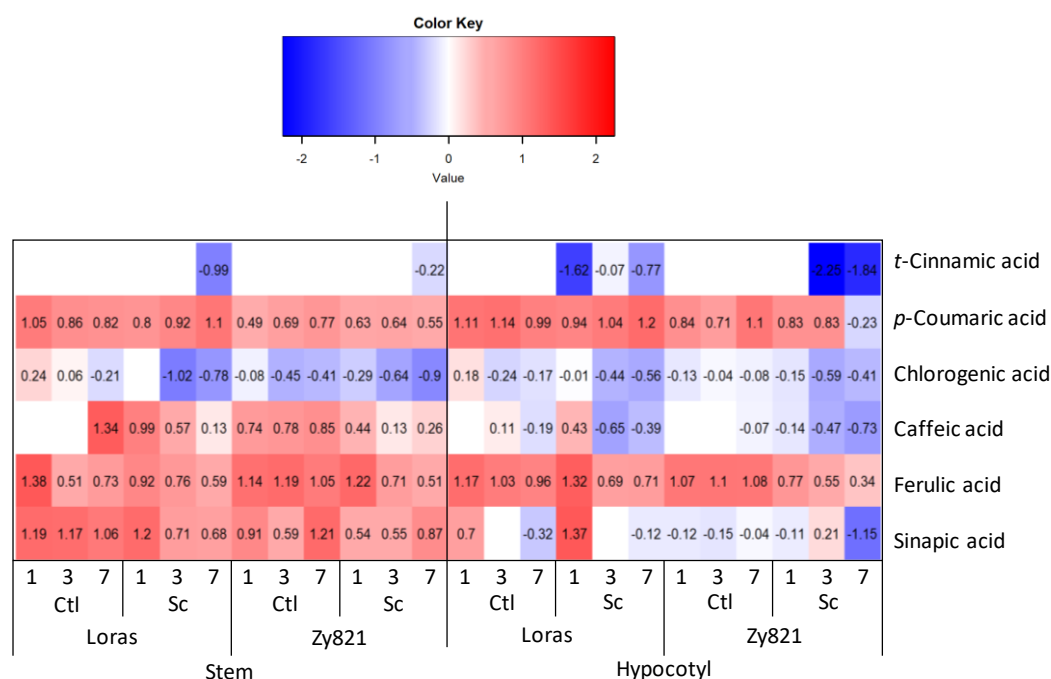 Color Key
-2 -1 0 1 2
Value
-0.99 -0.22 -1.62 -0.07 -0.77 -2.25 -1.84 t-Cinnamic acid
1.05 0.86 0.82 0.8 0.92 1.1 0.49 0.69 0.77 0.63 0.64 0.55 1.11 1.14 0.99 0.94 1.04 1.2 0.84 0.71 1.1 0.83 0.83 -0.23 p-Coumaric acid
0.24 0.06 -0.21 -1.02 -0.78 -0.08 -0.45 -0.41 -0.29 -0.64 -0.9 0.18 -0.24 -0.17 -0.01 -0.44 -0.56 -0.13 -0.04 -0.08 -0.15 -0.59 -0.41 Chlorogenic acid
1.34 0.99 0.57 0.13 0.74 0.78 0.85 0.44 0.13 0.26 0.11 -0.19 0.43 -0.65 -0.39 -0.07 -0.14 -0.47 -0.73 Caffeic acid
1.38 0.51 0.73 0.92 0.76 0.59 1.14 1.19 1.05 1.22 0.71 0.51 1.17 1.03 0.96 1.32 0.69 0.71 1.07 1.1 1.08 0.77 0.55 0.34 Ferulic acid
1.19 1.17 1.06 1.2 0.71 0.68 0.91 0.59 1.21 0.54 0.55 0.87 0.7 -0.32 1.37 -0.12 -0.12 -0.15 -0.04 -0.11 0.21 -1.15 Sinapic acid
1 3 7 1 3 7 1 3 7 1 3 7 1 3 7 1 3 7 1 3 7 1 3 7
Ctl Sc Ctl Sc Ctl Sc Ctl Sc
Loras Zy821 Loras Zy821
Stem Hypocotyl